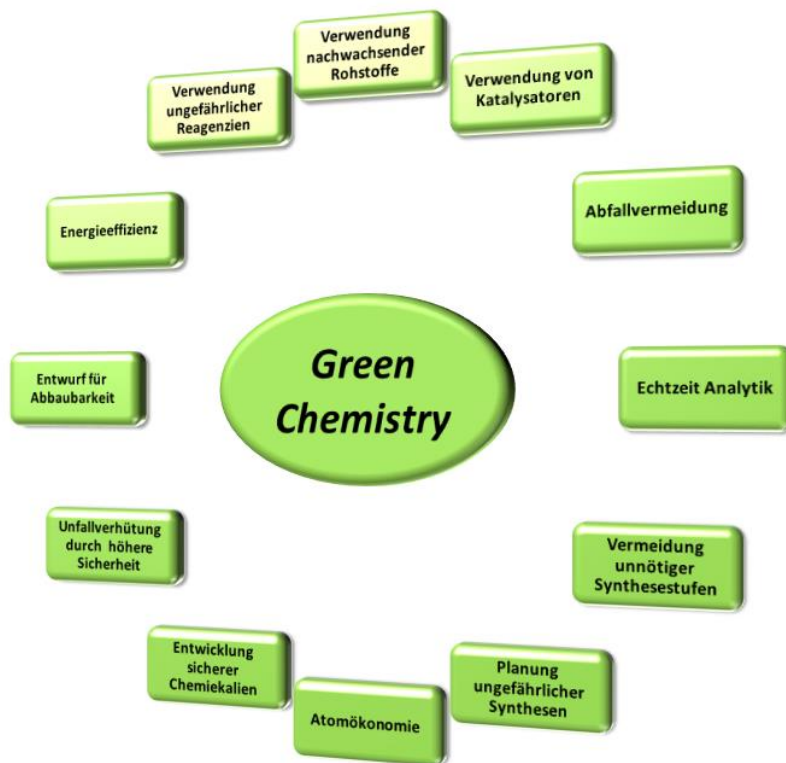 Verwendung
nachwachsender
Rohstoffe
Verwendung von
Katalysatoren
Abfallvermeidung
Echtzeit Analytik
Vermeidung
unnötiger
Synthesestufen
Planung
ungefährlicher
Synthesen
Atomökonomie
Entwicklung
sicherer
Chemiekalien
Unfallverhütung
durch höhere
Sicherheit
Entwurf für
Abbaubarkeit
Energieeffizienz
Verwendung
ungefährlicher
Reagenzien
Green
Chemistry